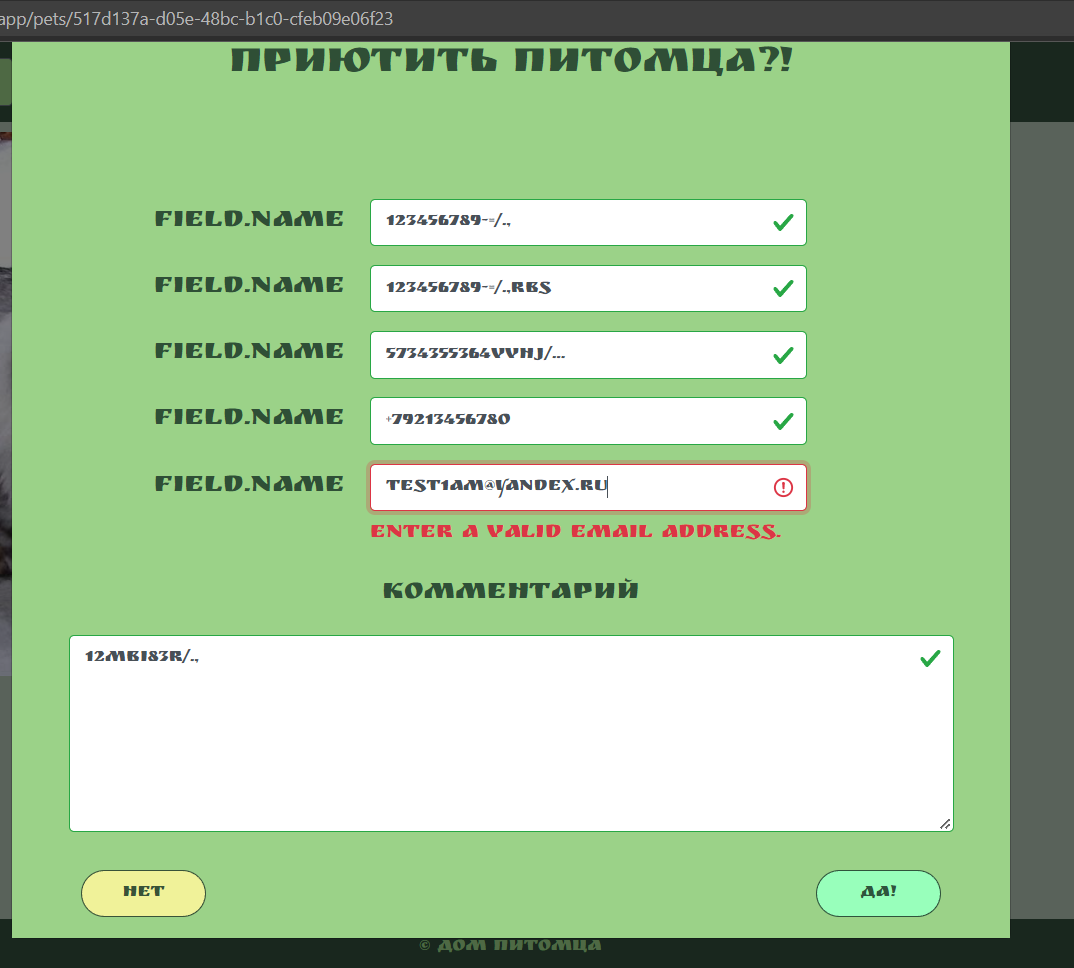 app/pets/517d137a-d05e-48bc-b1c0-cfeb09e06f23
ПРИЮТИТЬ ПИТОМЦА?!
FIELD.NAME
123456789-=/.,
FIELD.NAME
123456789-=/.,RBS
FIELD.NAME
5734355364VVHJ/...
FIELD.NAME
+79213456780
FIELD.NAME
TEST1AM@YANDEX.RU
ENTER A VALID EMAIL ADDRESS.
КОММЕНТАРИЙ
12MBI83R/.,
НЕТ
ДА!
© ДОМ ПИТОМЦА